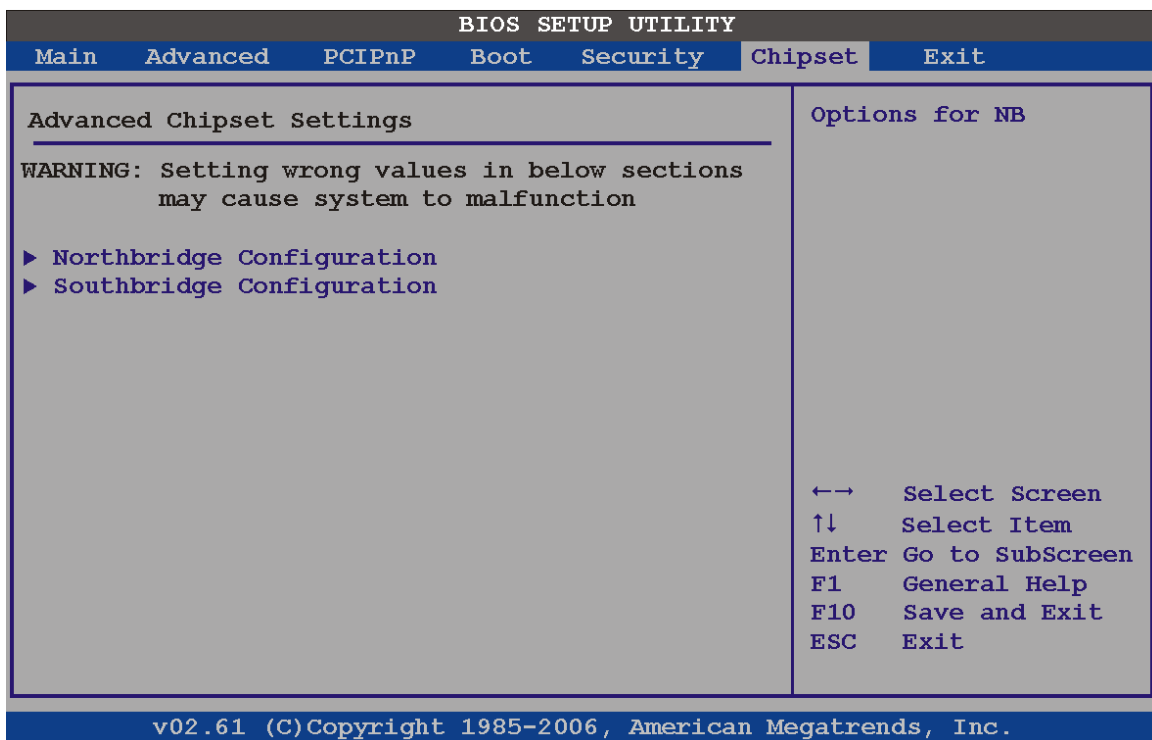 BIOS SETUP UTILITY
Main Advanced PCIPnP Boot Security Chipset Exit
Advanced Chipset Settings
WARNING: Setting wrong values in below sections
may cause system to malfunction
▶ Northbridge Configuration
▶ Southbridge Configuration
Options for NB
←→ Select Screen
↑↓ Select Item
Enter Go to SubScreen
F1 General Help
F10 Save and Exit
ESC Exit
v02.61 (C)Copyright 1985-2006, American Megatrends, Inc.